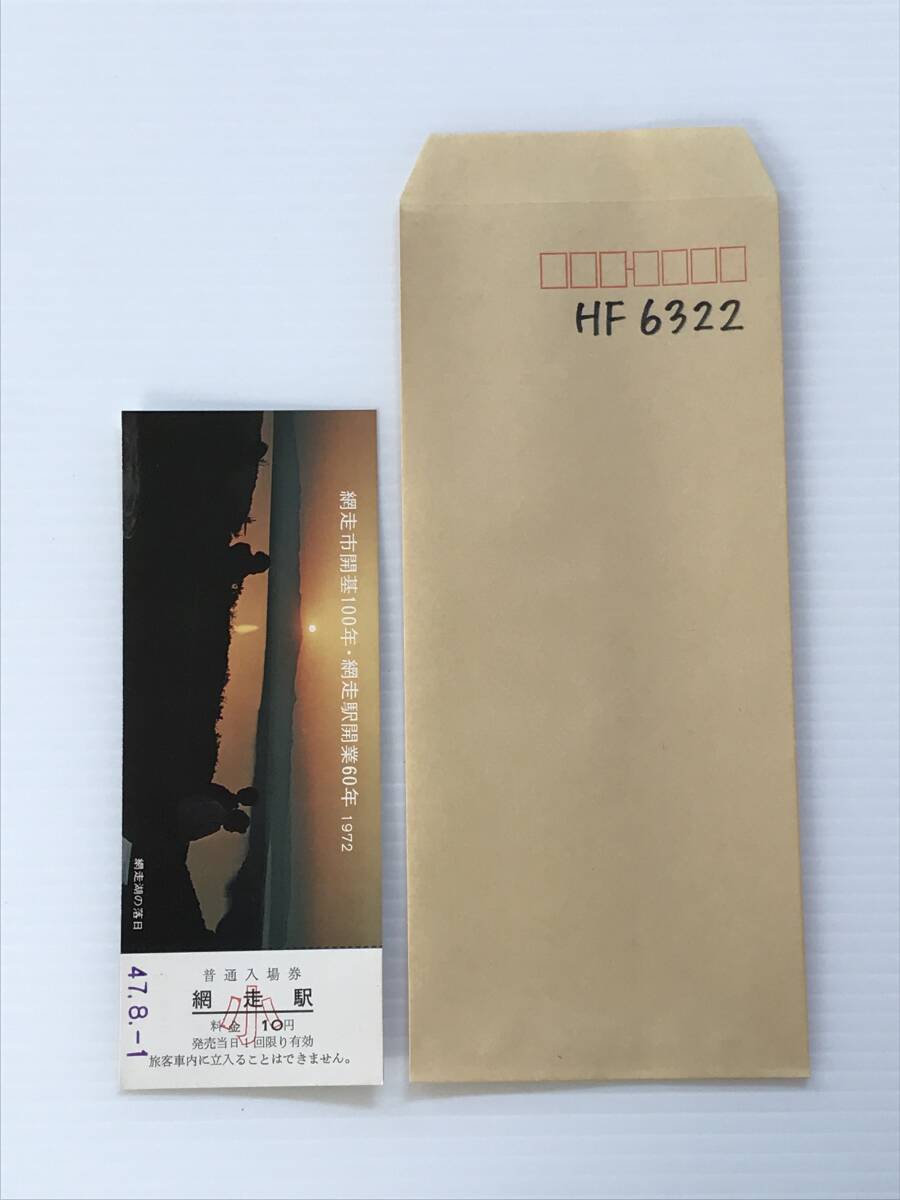 網走市開基100年・網走駅開業60年 1972
網走湖の落日
47.8.-1
普通入場券
網走駅
小
料金 10円
発売当日1回限り有効
旅客車内に立入ることはできません。
HF 6322